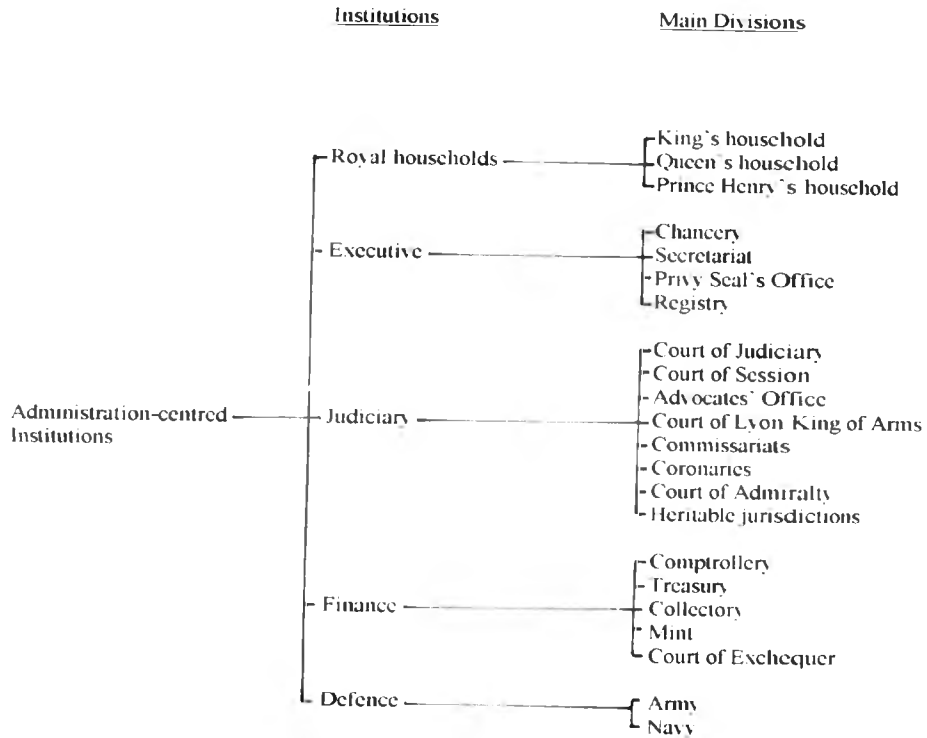 Institutions
Main Divisions
Royal households
King's household
Queen's household
Prince Henry's household
Executive
Chancery
Secretariat
Privy Seal's Office
Registry
Administration-centred
Institutions
Judiciary
Court of Judiciary
Court of Session
Advocates' Office
Court of Lyon King of Arms
Commissariats
Coronaries
Court of Admiralty
Heritable jurisdictions
Finance
Comptrollery
Treasury
Collectory
Mint
Court of Exchequer
Defence
Army
Navy